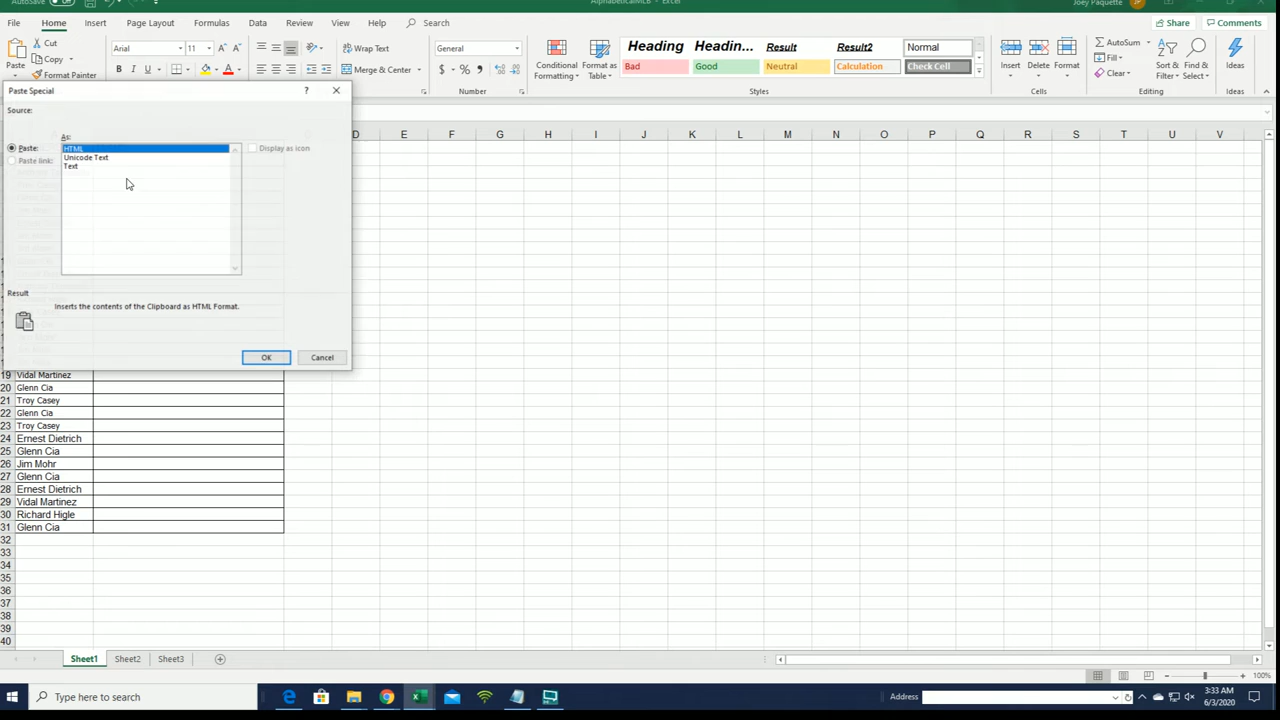 AutoSave
AlphabeticalMLB - Excel
Joey Paquette
JP
File Home Insert Page Layout Formulas Data Review View Help Search Share Comments
Paste
Cut
Copy
Format Painter
Arial 11
B I U
Wrap Text
Merge & Center
General
$ % ,
Number
Conditional Formatting
Format as Table
Heading Headin... Result Result2 Normal
Bad Good Neutral Calculation Check Cell
Styles
Insert Delete Format
Cells
AutoSum
Fill
Clear
Sort & Filter
Find & Select
Editing
Ideas
Ideas
Paste Special
?
Source:
As:
Paste:
Paste link:
HTML
Unicode Text
Text
Display as icon
Result
Inserts the contents of the Clipboard as HTML Format.
OK Cancel
D E F G H I J K L M N O P Q R S T U V
19 Vidal Martinez
20 Glenn Cia
21 Troy Casey
22 Glenn Cia
23 Troy Casey
24 Ernest Dietrich
25 Glenn Cia
26 Jim Mohr
27 Glenn Cia
28 Ernest Dietrich
29 Vidal Martinez
30 Richard Higle
31 Glenn Cia
32
33
34
35
36
37
38
39
40
Sheet1 Sheet2 Sheet3
100%
Type here to search
Address
3:33 AM
6/3/2020